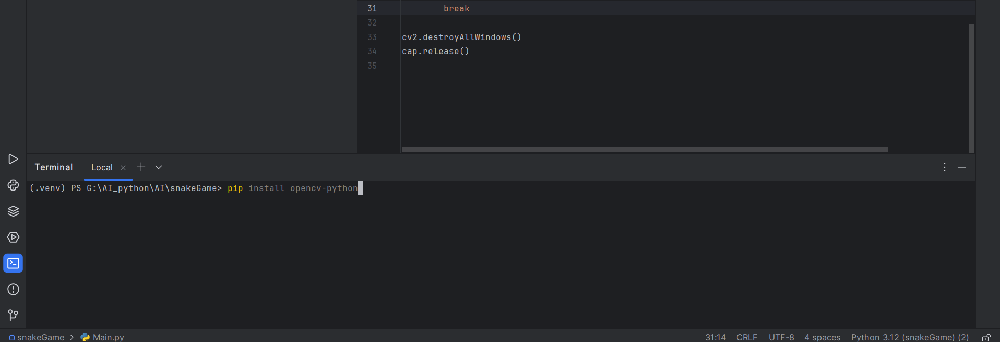 31 break
32
33 cv2.destroyAllWindows()
34 cap.release()
35
Terminal Local
(.venv) PS G:\AI_python\AI\snakeGame> pip install opencv-python
snakeGame > Main.py 31:14 CRLF UTF-8 4 spaces Python 3.12 (snakeGame) (2)